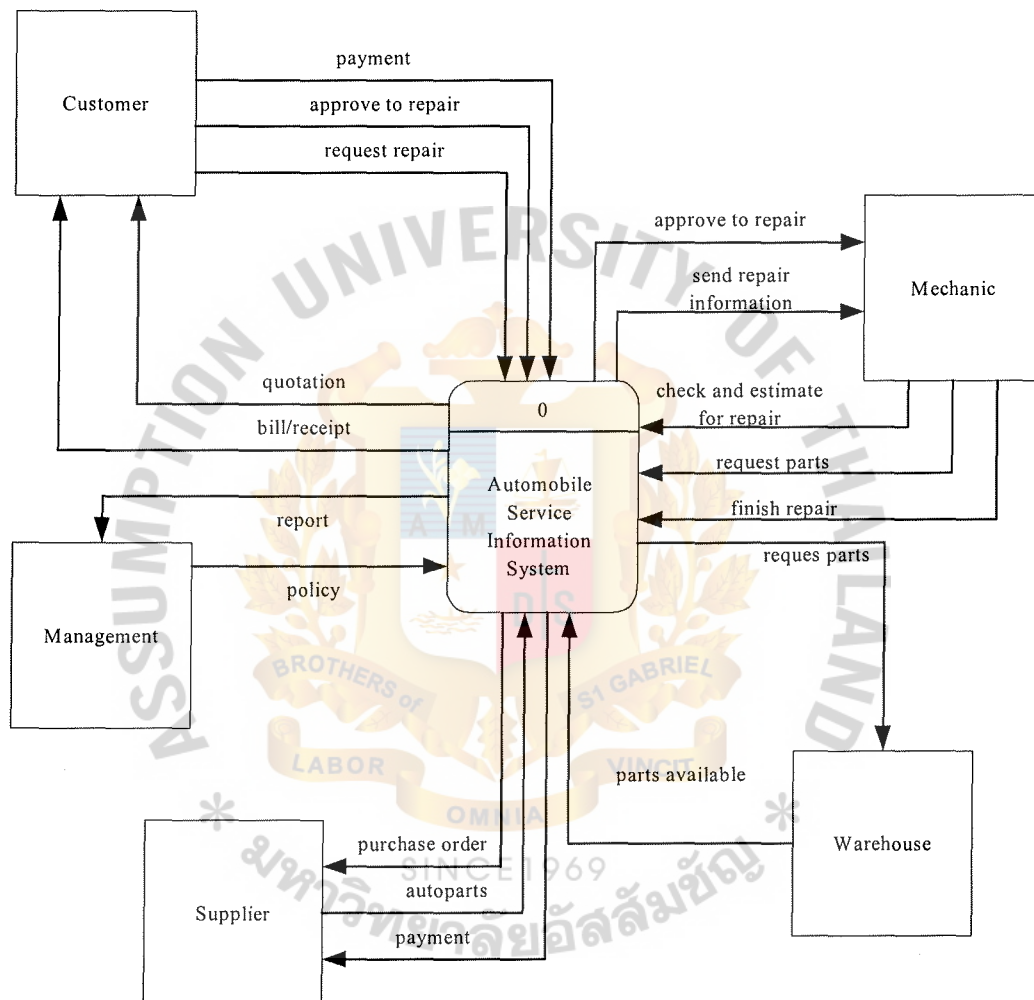 payment
Customer
approve to repair
request repair
approve to repair
send repair
information
Mechanic
quotation
bill/receipt
0
check and estimate
for repair
request parts
finish repair
reques parts
Automobile
Service
Information
System
report
policy
Management
parts available
purchase order
autoparts
payment
Supplier
Warehouse
ASSUMPTION UNIVERSITY OF THAILAND
A M
D S
BROTHERS of
S1 GABRIEL
LABOR
OMNIA
VINCIT
SINCE1969
* มหาวิทยาลัยอัสสัมชัญ *